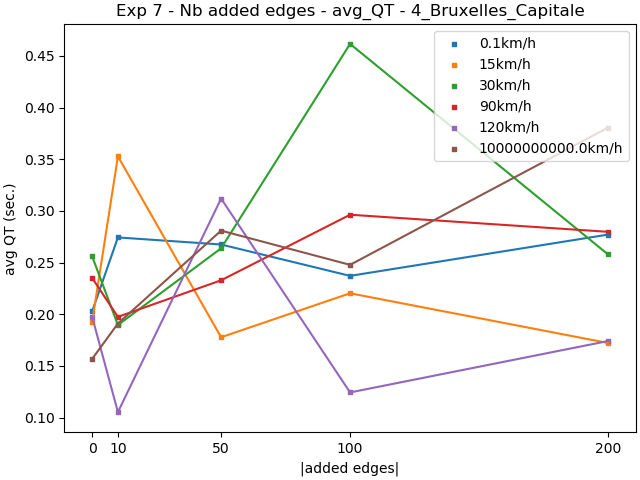 Exp 7 - Nb added edges - avg_QT - 4_Bruxelles_Capitale
0.1km/h
15km/h
30km/h
90km/h
120km/h
10000000000.0km/h
avg QT (sec.)
0.45
0.40
0.35
0.30
0.25
0.20
0.15
0.10
0 10 50 100 200
|added edges|